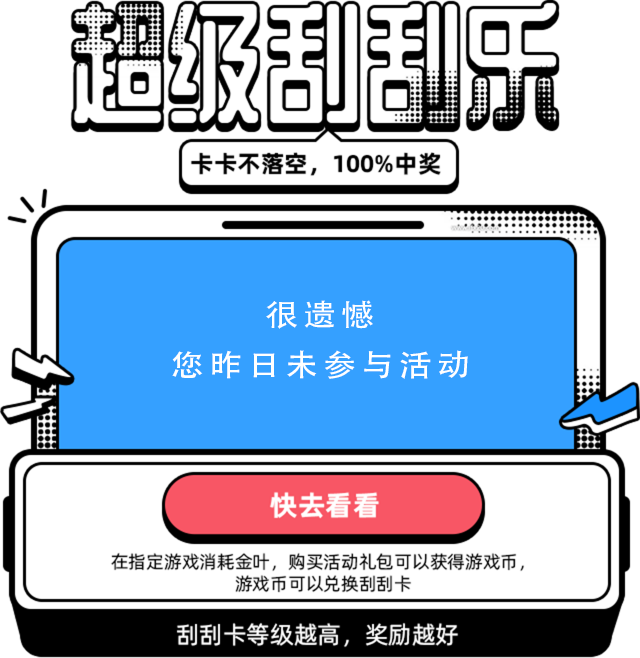 超级刮刮乐
卡卡不落空，100%中奖
很遗憾
您昨日未参与活动
快去看看
在指定游戏消耗金叶，购买活动礼包可以获得游戏币，
游戏币可以兑换刮刮卡
刮刮卡等级越高，奖励越好